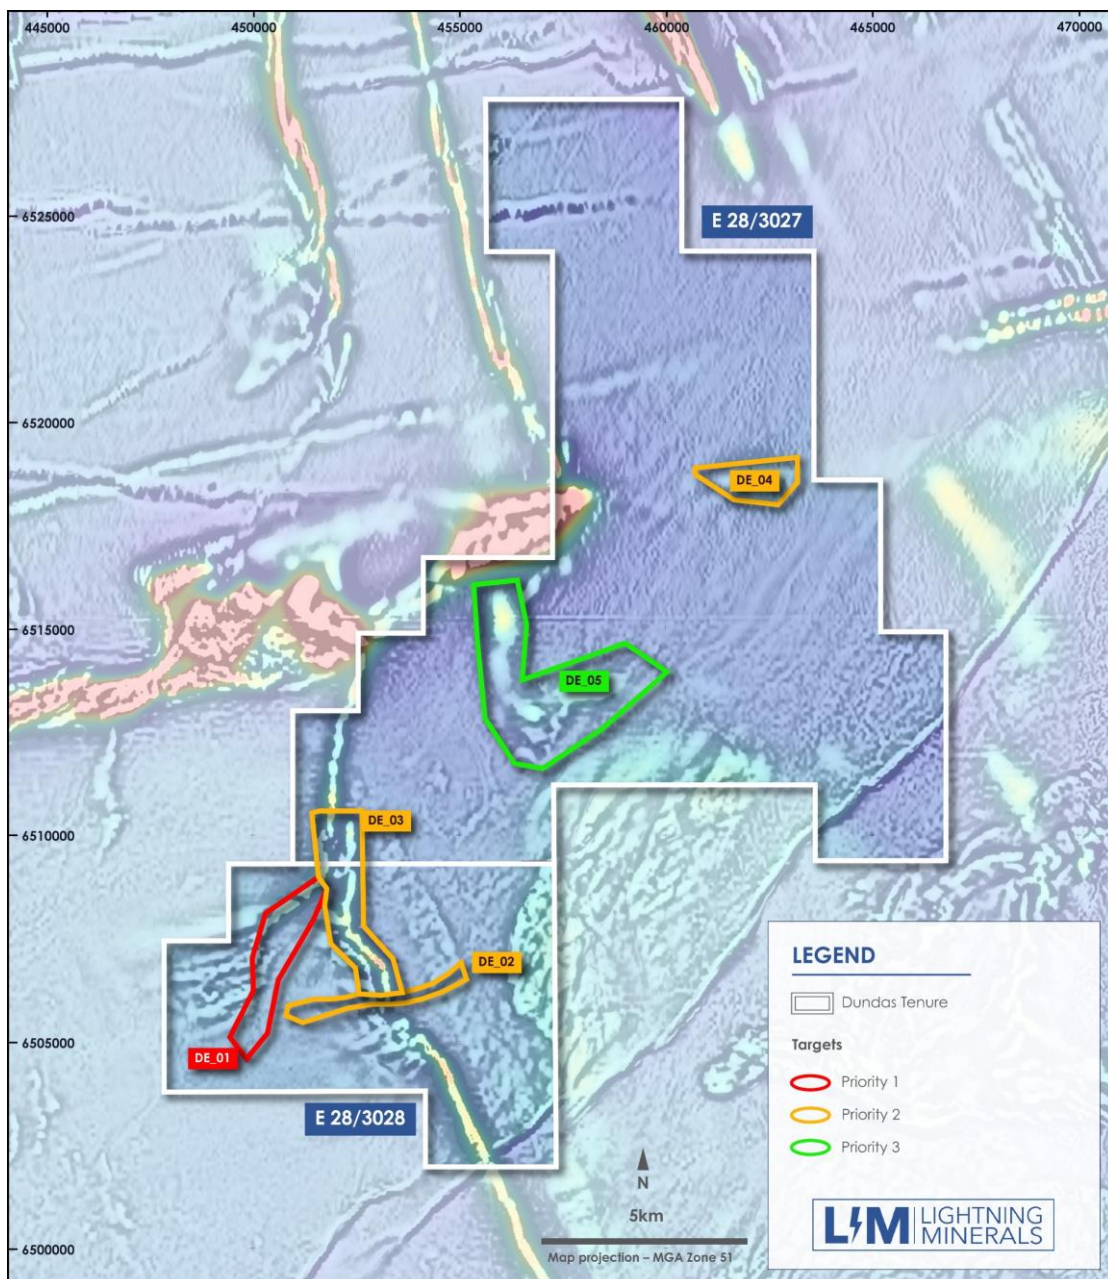 445000
450000
455000
460000
465000
470000
E 28/3027
6525000
6520000
DE_04
6515000
DE_05
6510000
DE_03
DE_02
6505000
DE_01
E 28/3028
6500000
LEGEND
Dundas Tenure
Targets
Priority 1
Priority 2
Priority 3
N
5km
Map projection – MGA Zone 51
LM LIGHTNING
MINERALS